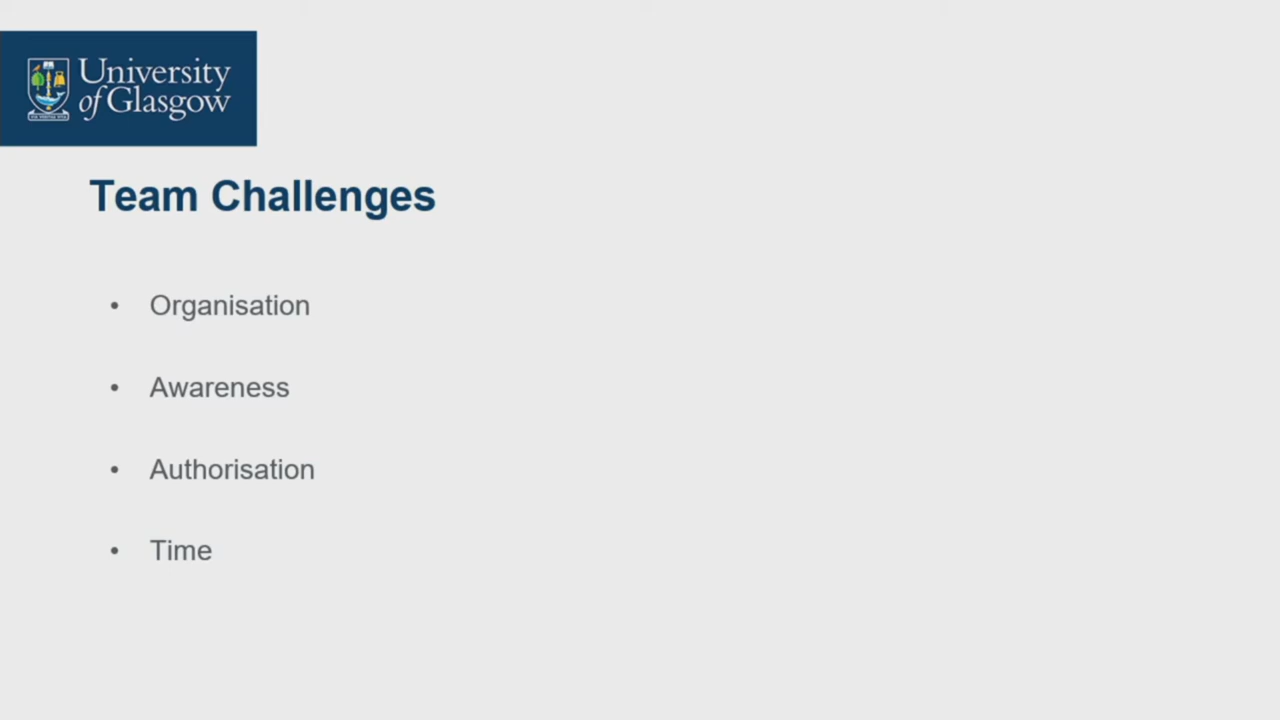 University
of Glasgow
Team Challenges
• Organisation
• Awareness
• Authorisation
• Time